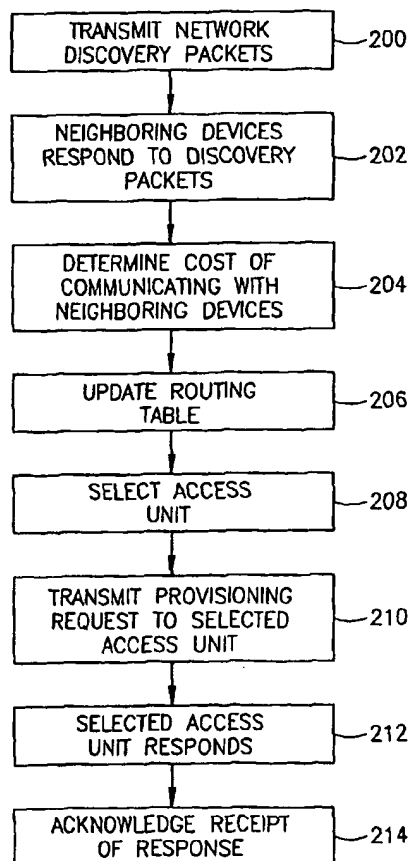 TRANSMIT NETWORK
DISCOVERY PACKETS
200
NEIGHBORING DEVICES
RESPOND TO DISCOVERY
PACKETS
202
DETERMINE COST OF
COMMUNICATING WITH
NEIGHBORING DEVICES
204
UPDATE ROUTING
TABLE
206
SELECT ACCESS
UNIT
208
TRANSMIT PROVISIONING
REQUEST TO SELECTED
ACCESS UNIT
210
SELECTED ACCESS
UNIT RESPONDS
212
ACKNOWLEDGE RECEIPT
OF RESPONSE
214